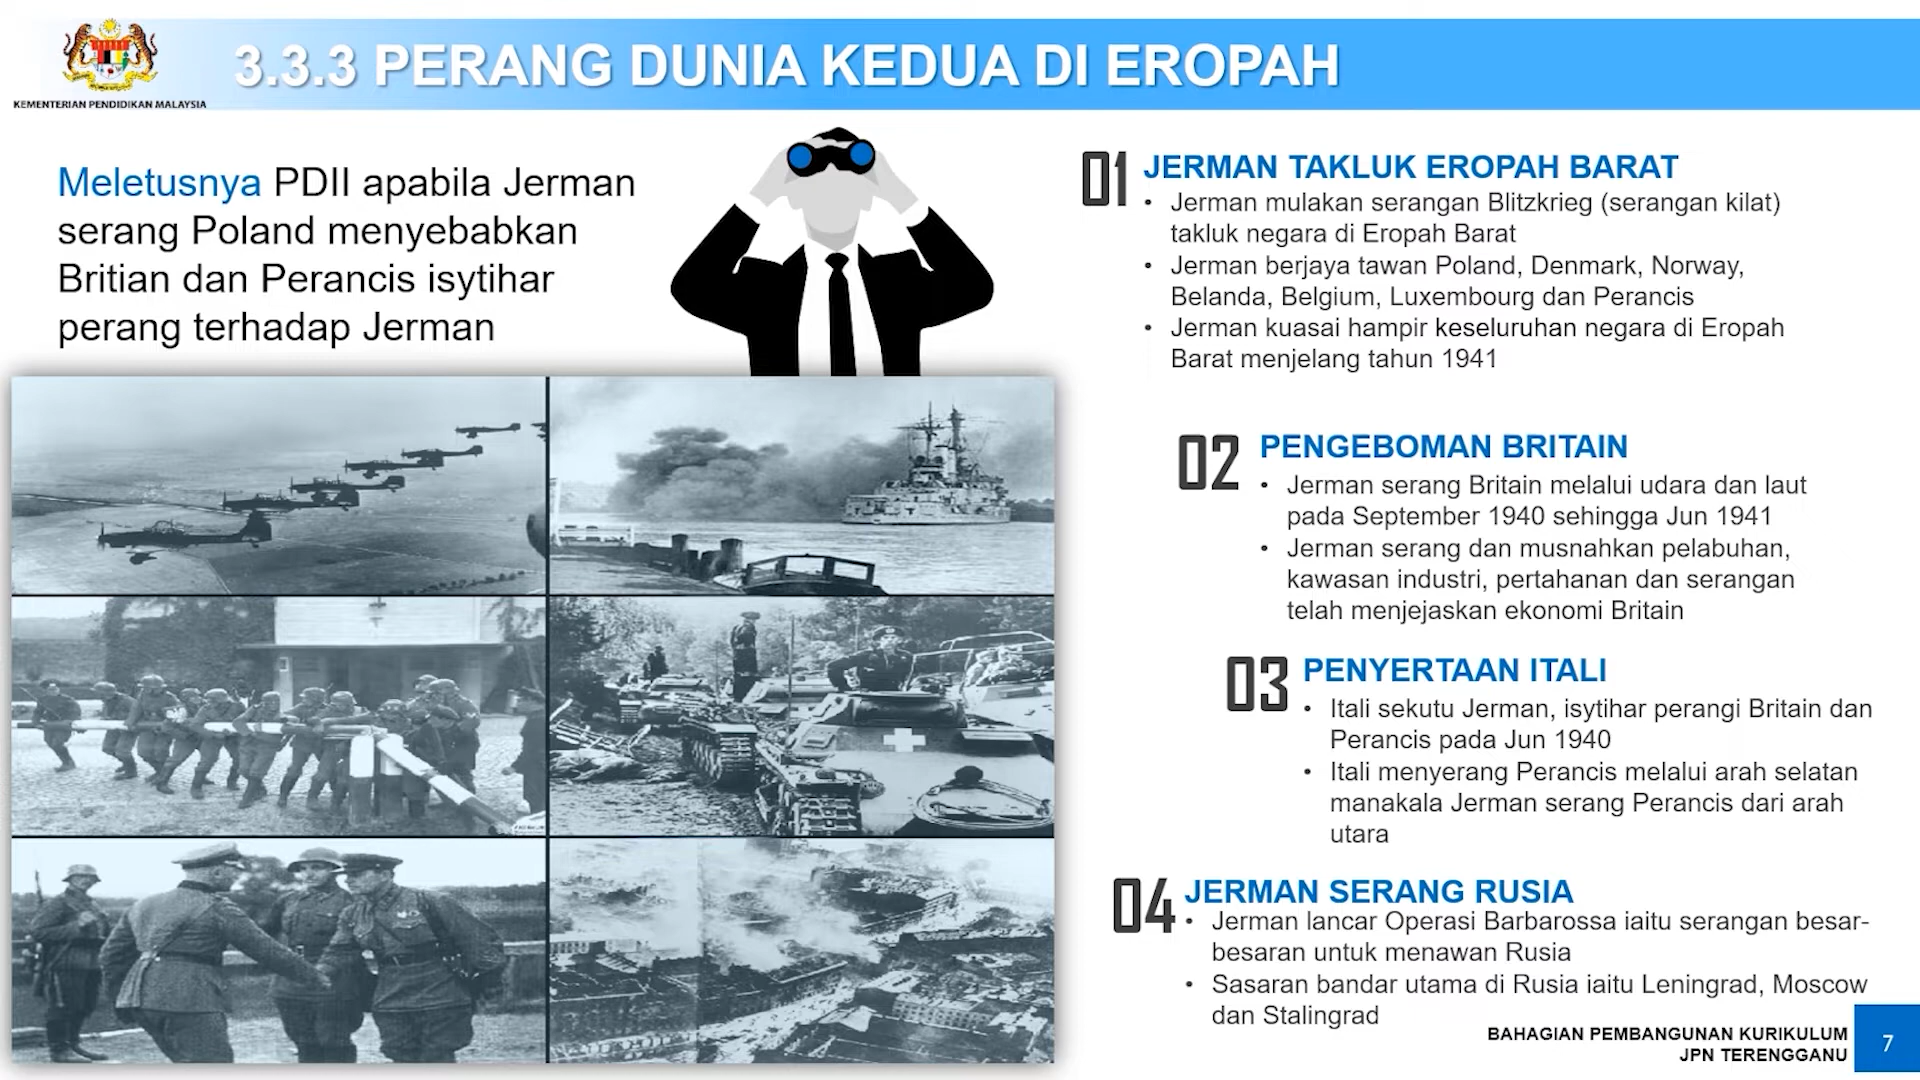 KEMENTERIAN PENDIDIKAN MALAYSIA
3.3.3 PERANG DUNIA KEDUA DI EROPAH
Meletusnya PDII apabila Jerman
serang Poland menyebabkan
Britian dan Perancis isytihar
perang terhadap Jerman
01 JERMAN TAKLUK EROPAH BARAT
• Jerman mulakan serangan Blitzkrieg (serangan kilat)
takluk negara di Eropah Barat
• Jerman berjaya tawan Poland, Denmark, Norway,
Belanda, Belgium, Luxembourg dan Perancis
• Jerman kuasai hampir keseluruhan negara di Eropah
Barat menjelang tahun 1941
02 PENGEBOMAN BRITAIN
• Jerman serang Britain melalui udara dan laut
pada September 1940 sehingga Jun 1941
• Jerman serang dan musnahkan pelabuhan,
kawasan industri, pertahanan dan serangan
telah menjejaskan ekonomi Britain
03 PENYERTAAN ITALI
• Itali sekutu Jerman, isytihar perangi Britain dan
Perancis pada Jun 1940
• Itali menyerang Perancis melalui arah selatan
manakala Jerman serang Perancis dari arah
utara
04 JERMAN SERANG RUSIA
• Jerman lancar Operasi Barbarossa iaitu serangan besar-
besaran untuk menawan Rusia
• Sasaran bandar utama di Rusia iaitu Leningrad, Moscow
dan Stalingrad
BAHAGIAN PEMBANGUNAN KURIKULUM
JPN TERENGGANU
7